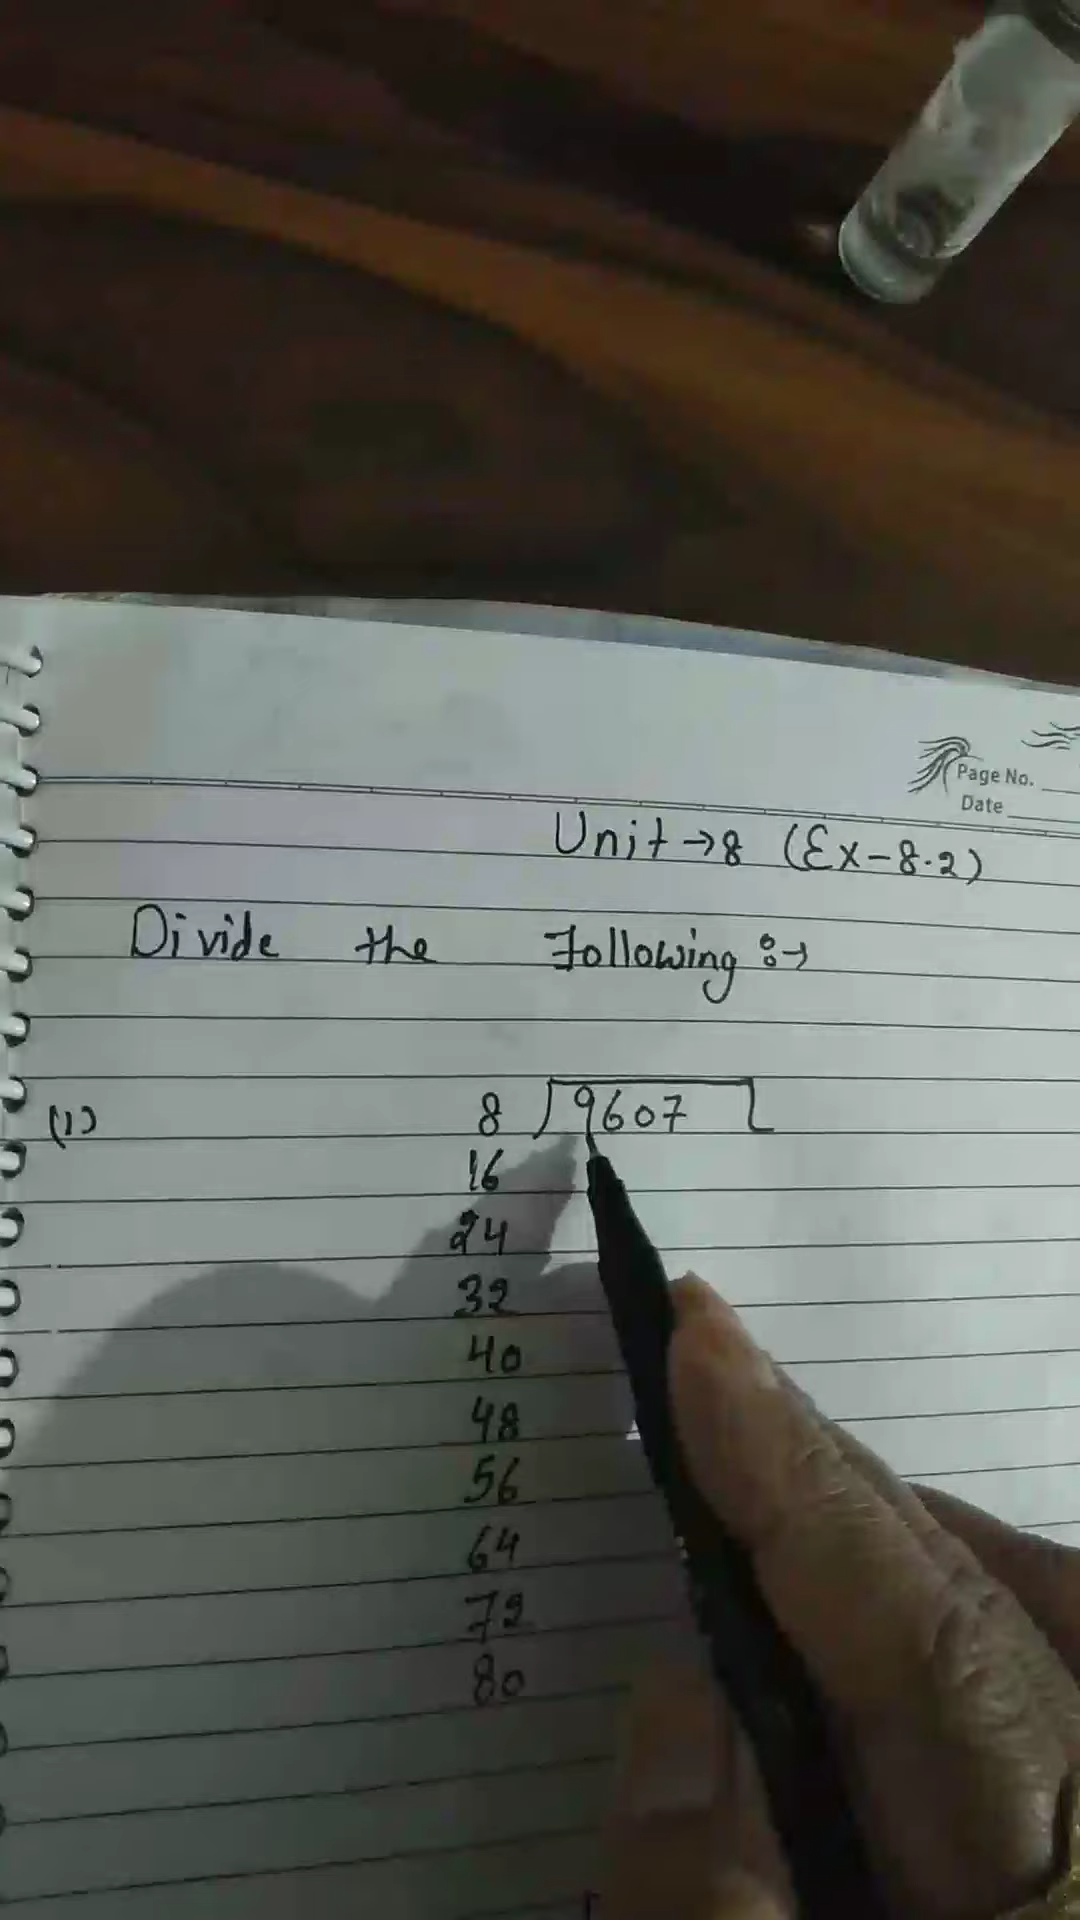 Page No.
Date
Unit→8 (Ex-8.2)
Divide the Following :→
(1) 8 ) 9607
16
24
32
40
48
56
64
72
80